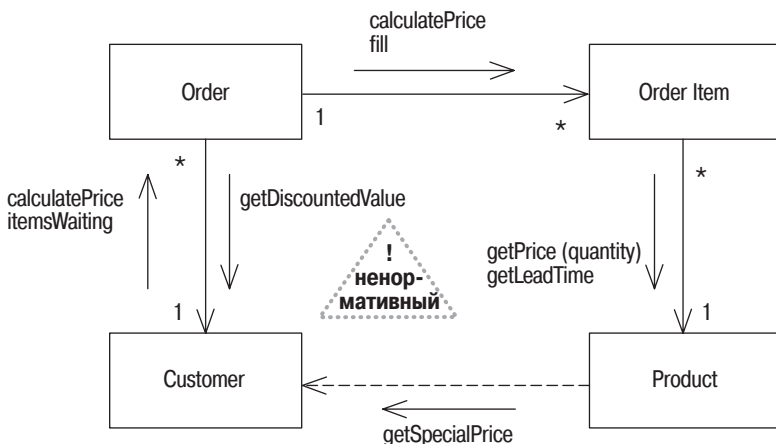 calculatePrice
fill
Order
Order Item
1
*
*
*
calculatePrice
itemsWaiting
getDiscountedValue
!
ненор-
мативный
getPrice (quantity)
getLeadTime
1
1
Customer
Product
getSpecialPrice